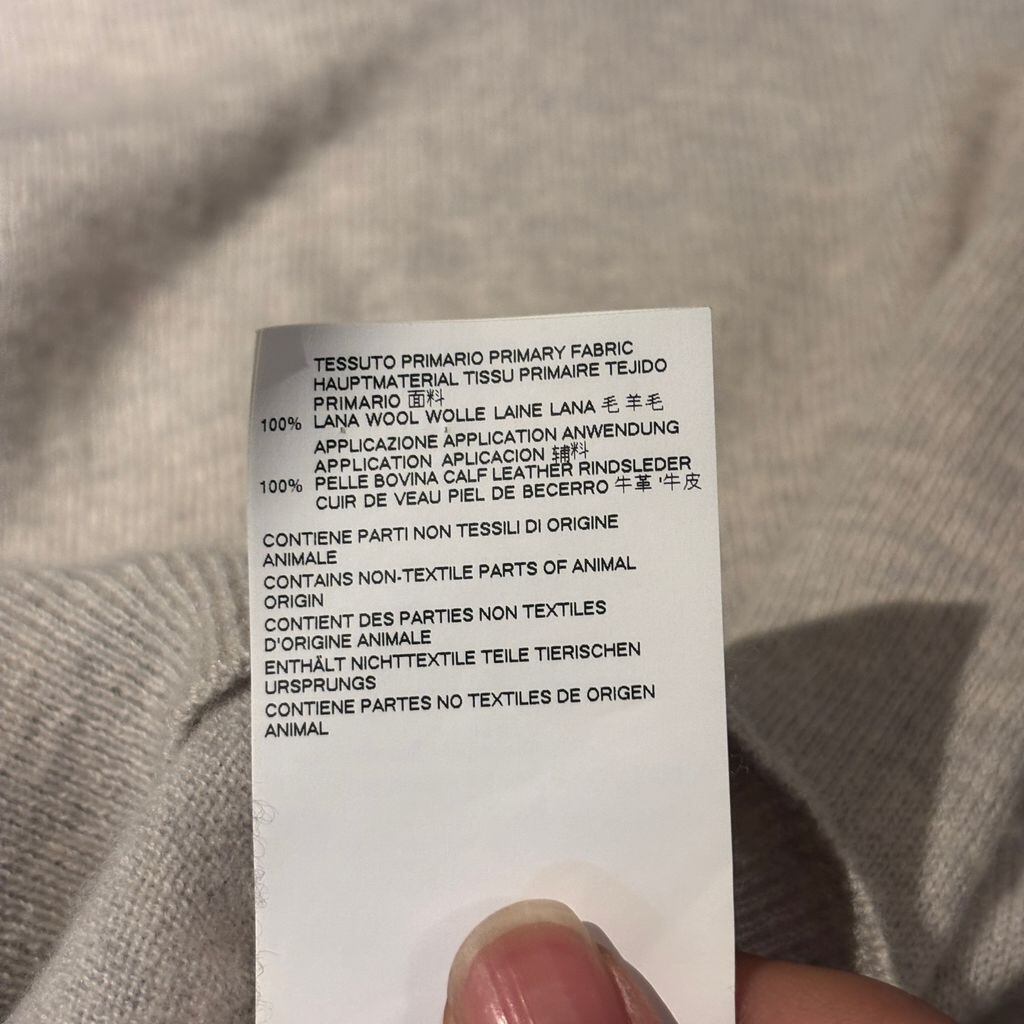 TESSUTO PRIMARIO PRIMARY FABRIC
HAUPTMATERIAL TISSU PRIMAIRE TEJIDO
PRIMARIO 面料
100% LANA WOOL WOLLE LAINE LANA 毛 羊毛
APPLICAZIONE APPLICATION ANWENDUNG
APPLICATION APLICACION 辅料
100% PELLE BOVINA CALF LEATHER RINDSLEDER
CUIR DE VEAU PIEL DE BECERRO 牛革 '牛皮
CONTIENE PARTI NON TESSILI DI ORIGINE
ANIMALE
CONTAINS NON-TEXTILE PARTS OF ANIMAL
ORIGIN
CONTIENT DES PARTIES NON TEXTILES
D'ORIGINE ANIMALE
ENTHÄLT NICHTTEXTILE TEILE TIERISCHEN
URSPRUNGS
CONTIENE PARTES NO TEXTILES DE ORIGEN
ANIMAL